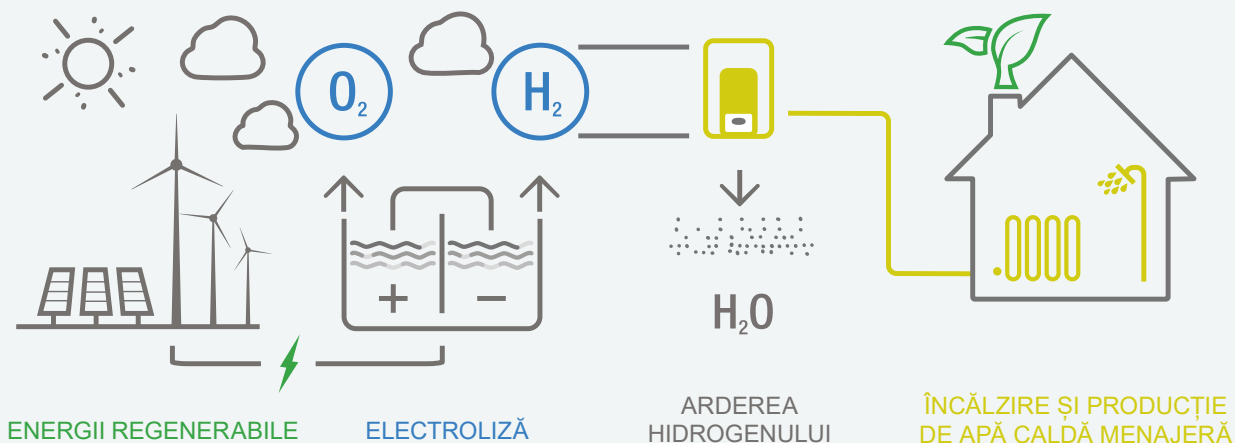 O₂
H₂
+ −
H₂O
ENERGII REGENERABILE
ELECTROLIZĂ
ARDEREA
HIDROGENULUI
ÎNCĂLZIRE ȘI PRODUCȚIE
DE APĂ CALDĂ MENAJERĂ